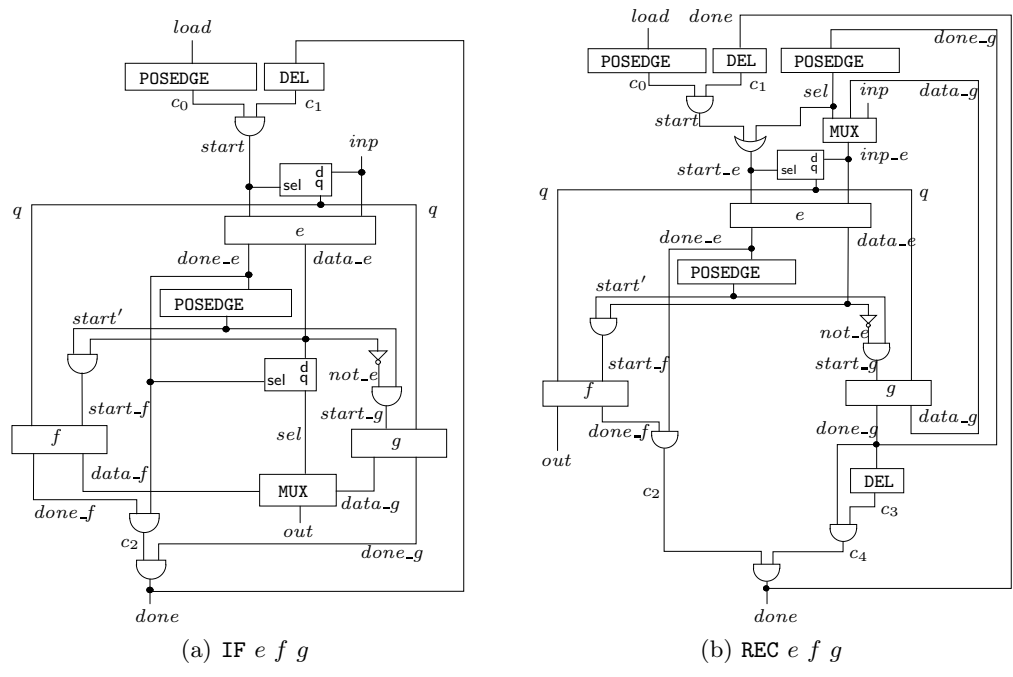 load
POSEDGE
DEL
c₀
c₁
start
inp
d
sel
q
q
q
e
done_e
data_e
POSEDGE
start′
d
sel
q
not_e
start_f
start_g
f
sel
g
data_f
MUX
data_g
done_f
out
c₂
done_g
done
(a) IF e f g
load
done
done_g
POSEDGE
DEL
POSEDGE
c₀
c₁
sel
inp
data_g
start
MUX
d
inp_e
start_e
sel
q
q
q
e
done_e
data_e
POSEDGE
start′
not_e
start_f
start_g
f
g
done_f
done_g
data_g
out
DEL
c₂
c₃
c₄
done
(b) REC e f g